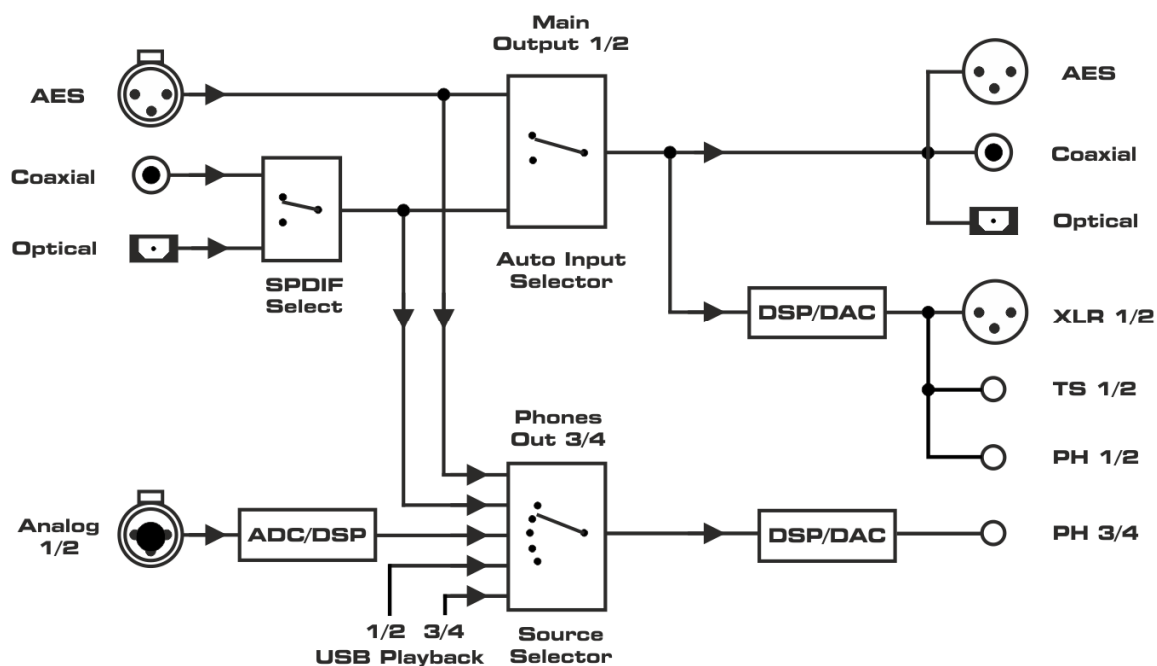 Main
Output 1/2
AES
AES
Coaxial
Coaxial
Optical
Optical
SPDIF
Select
Auto Input
Selector
DSP/DAC
XLR 1/2
TS 1/2
Phones
Out 3/4
PH 1/2
Analog
1/2
ADC/DSP
DSP/DAC
PH 3/4
1/2 3/4
USB Playback
Source
Selector